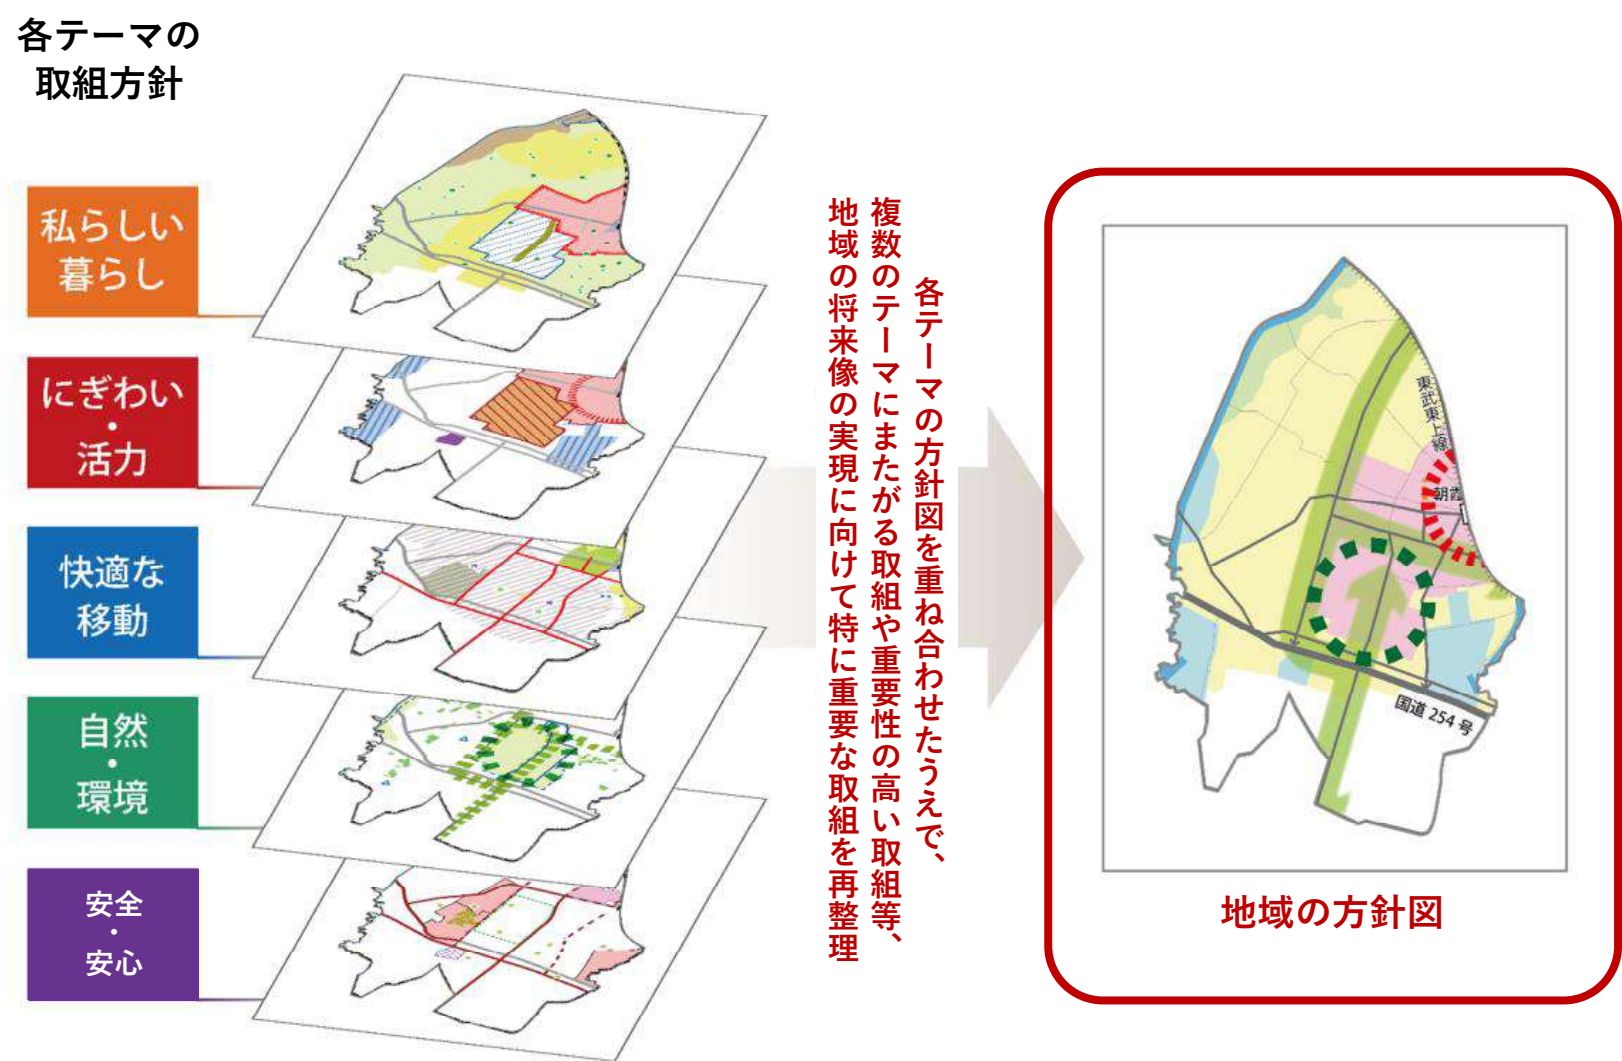 各テーマの
取組方針
私らしい
暮らし
にぎわい
・
活力
快適な
移動
自然
・
環境
安全
・
安心
各テーマの方針図を重ね合わせたうえで、
複数のテーマにまたがる取組や重要性の高い取組等、
地域の将来像の実現に向けて特に重要な取組を再整理
東武東上線
朝霞
国道 254 号
地域の方針図